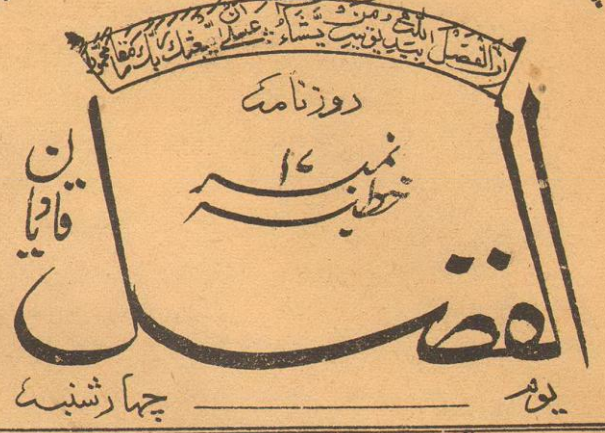 ان الفضل بید اللہ یؤتیہ من یشاء عسیٰ ان یبعثک ربک مقاما محمودا
روزنامہ
خطبہ نمبر ۱۷
الفضل
قادیان
یوم چہارشنبہ